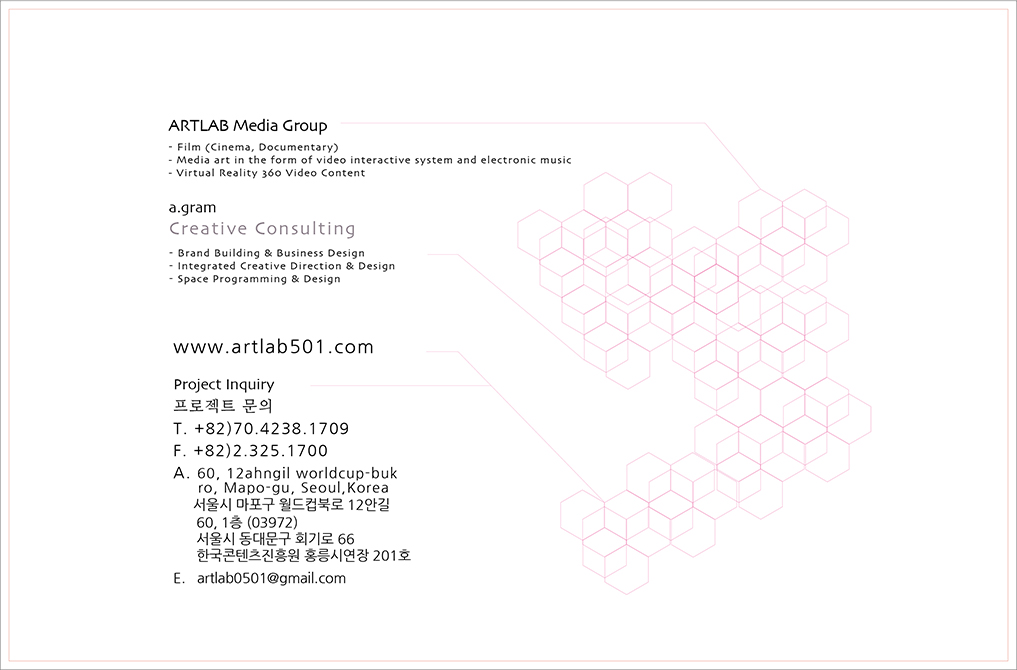 ARTLAB Media Group
- Film (Cinema, Documentary)
- Media art in the form of video interactive system and electronic music
- Virtual Reality 360 Video Content
a.gram
Creative Consulting
- Brand Building & Business Design
- Integrated Creative Direction & Design
- Space Programming & Design
www.artlab501.com
Project Inquiry
프로젝트 문의
T. +82)70.4238.1709
F. +82)2.325.1700
A. 60, 12ahngil worldcup-buk
ro, Mapo-gu, Seoul,Korea
서울시 마포구 월드컵북로 12안길
60, 1층 (03972)
서울시 동대문구 회기로 66
한국콘텐츠진흥원 홍릉시연장 201호
E. artlab0501@gmail.com